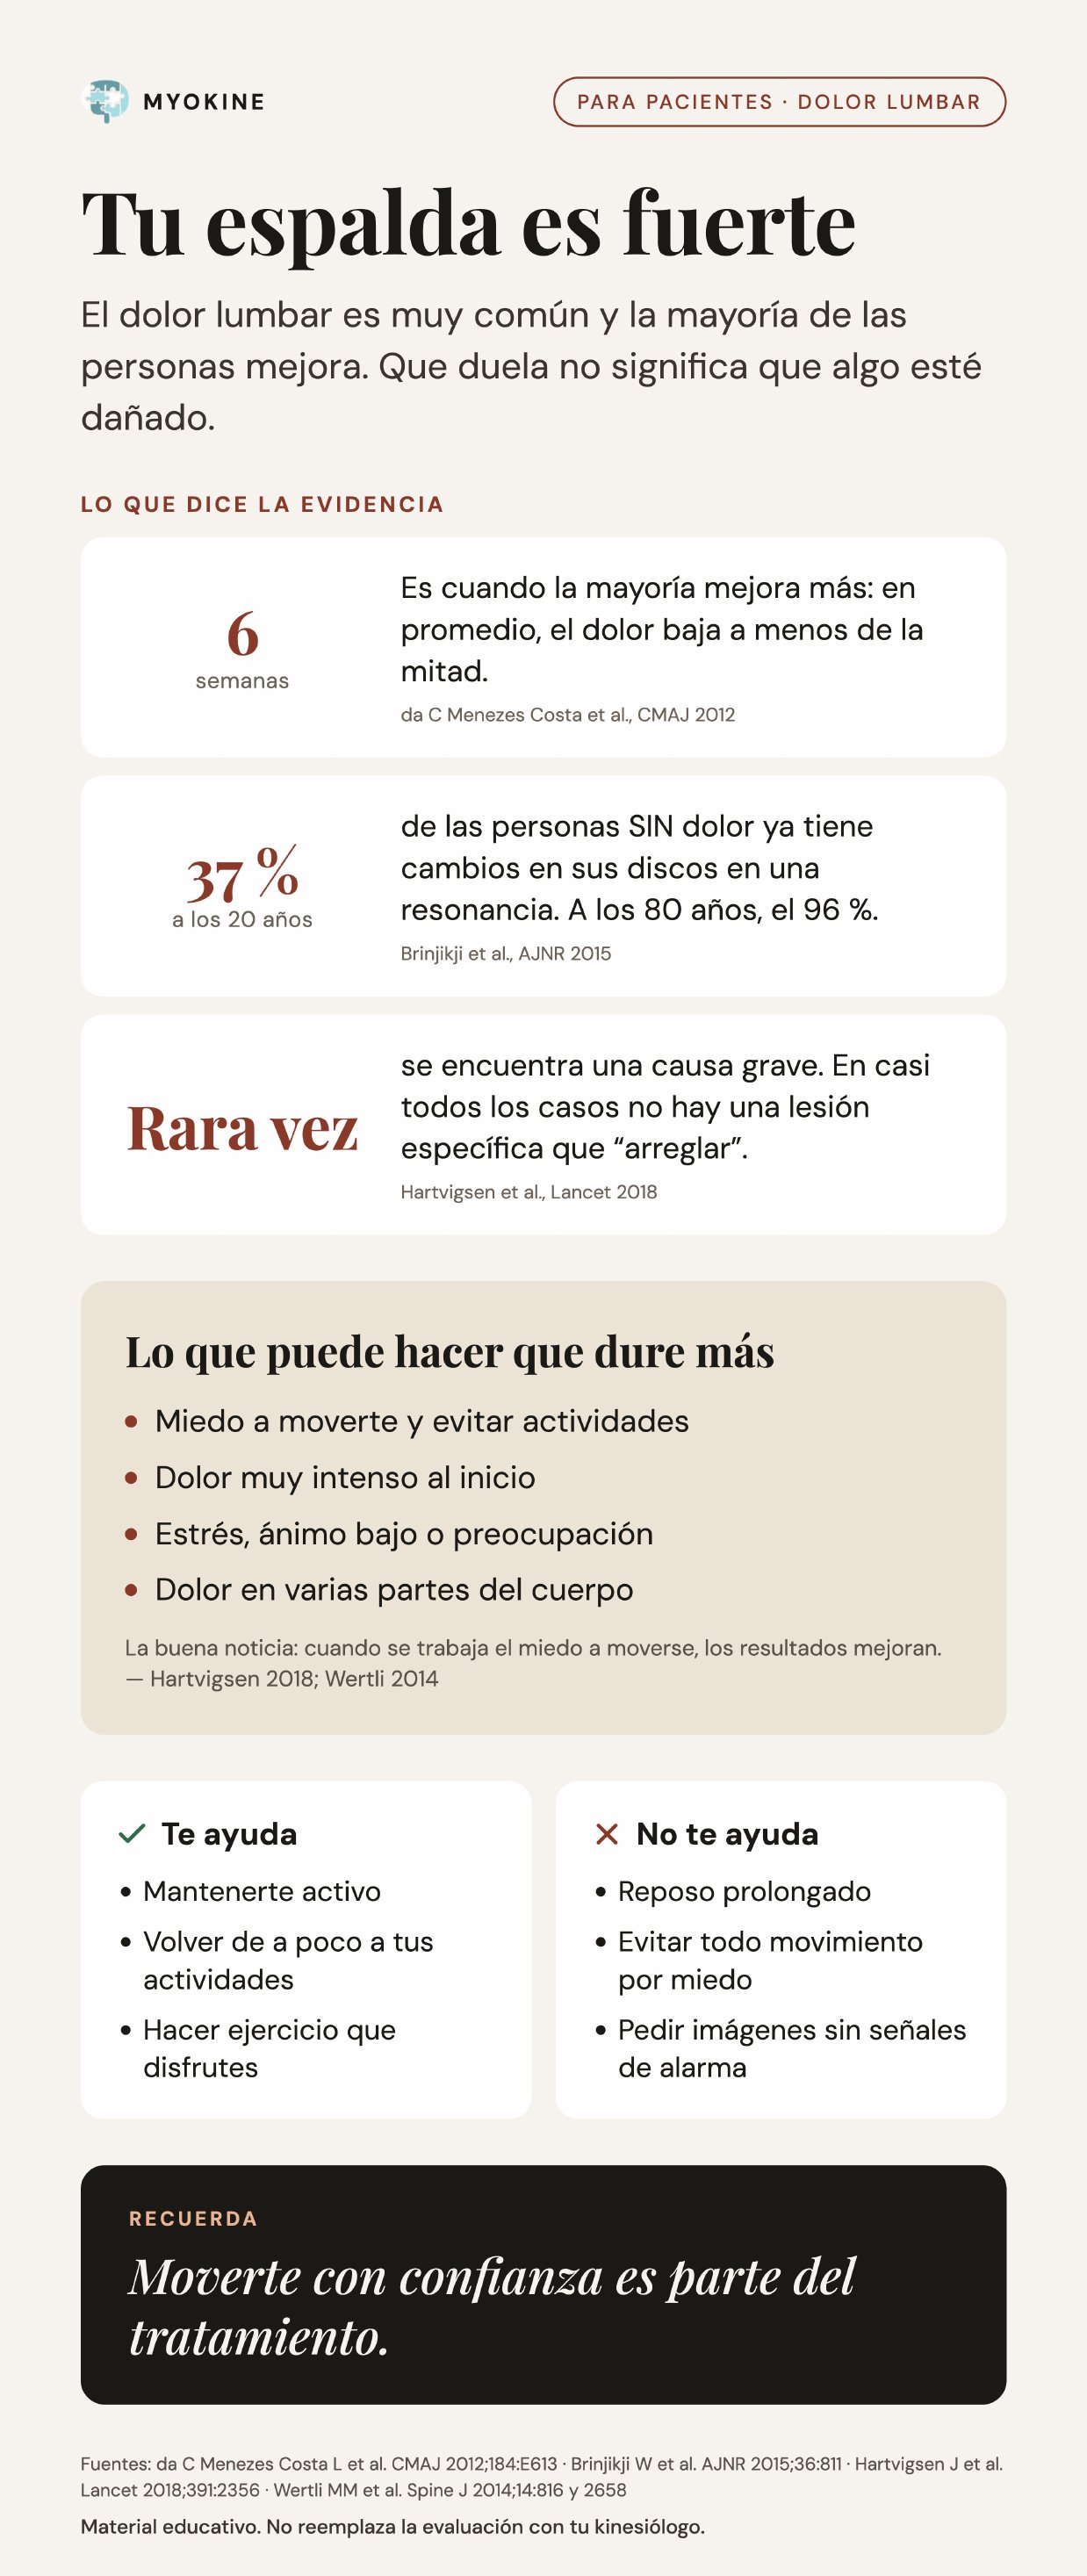 MYOKINE
PARA PACIENTES · DOLOR LUMBAR
Tu espalda es fuerte
El dolor lumbar es muy común y la mayoría de las
personas mejora. Que duela no significa que algo esté
dañado.
LO QUE DICE LA EVIDENCIA
6
semanas
Es cuando la mayoría mejora más: en
promedio, el dolor baja a menos de la
mitad.
da C Menezes Costa et al., CMAJ 2012
37 %
a los 20 años
de las personas SIN dolor ya tiene
cambios en sus discos en una
resonancia. A los 80 años, el 96 %.
Brinjikji et al., AJNR 2015
Rara vez
se encuentra una causa grave. En casi
todos los casos no hay una lesión
específica que “arreglar”.
Hartvigsen et al., Lancet 2018
Lo que puede hacer que dure más
• Miedo a moverte y evitar actividades
• Dolor muy intenso al inicio
• Estrés, ánimo bajo o preocupación
• Dolor en varias partes del cuerpo
La buena noticia: cuando se trabaja el miedo a moverse, los resultados mejoran.
— Hartvigsen 2018; Wertli 2014
Te ayuda
• Mantenerte activo
• Volver de a poco a tus
actividades
• Hacer ejercicio que
disfrutes
No te ayuda
• Reposo prolongado
• Evitar todo movimiento
por miedo
• Pedir imágenes sin señales
de alarma
RECUERDA
Moverte con confianza es parte del
tratamiento.
Fuentes: da C Menezes Costa L et al. CMAJ 2012;184:E613 · Brinjikji W et al. AJNR 2015;36:811 · Hartvigsen J et al.
Lancet 2018;391:2356 · Wertli MM et al. Spine J 2014;14:816 y 2658
Material educativo. No reemplaza la evaluación con tu kinesiólogo.